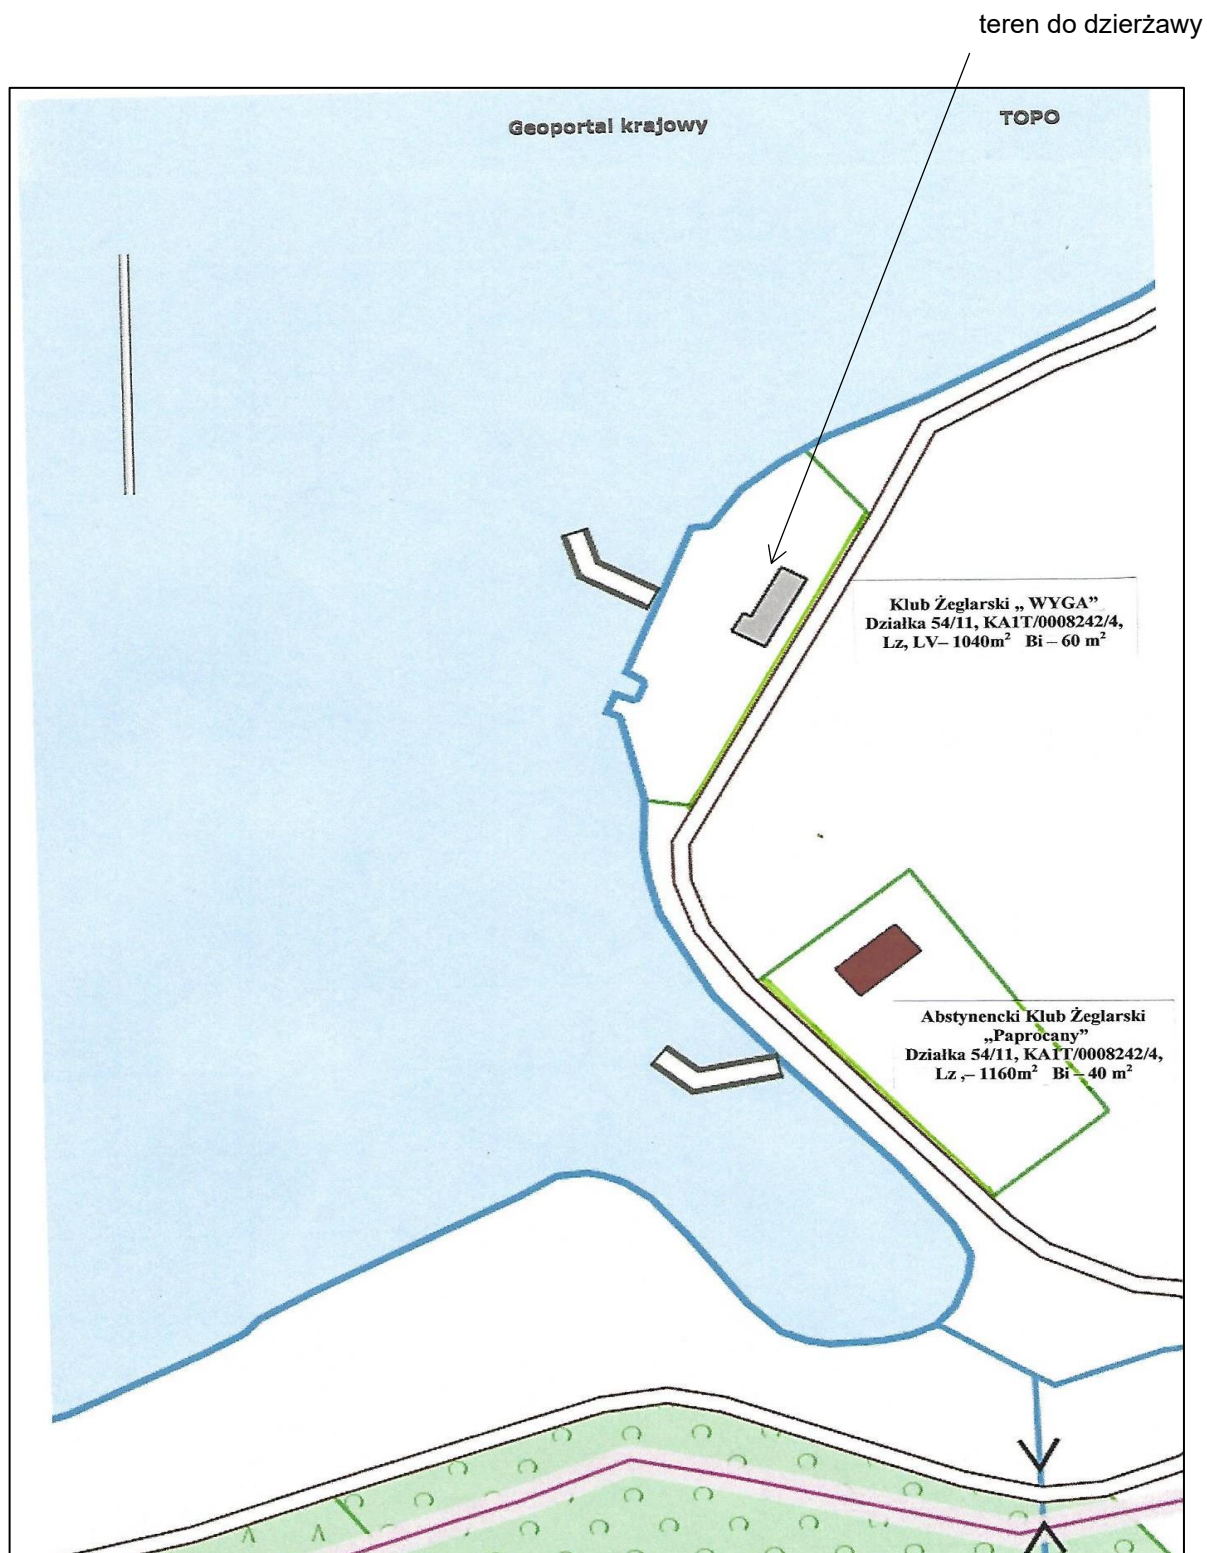 teren do dzierżawy
Geoportal krajowy
TOPO
Klub Żeglarski „ WYGA”
Działka 54/11, KA1T/0008242/4,
Lz, LV– 1040m² Bi – 60 m²
Abstynencki Klub Żeglarski
„Paprocany”
Działka 54/11, KA1T/0008242/4,
Lz ,– 1160m² Bi – 40 m²